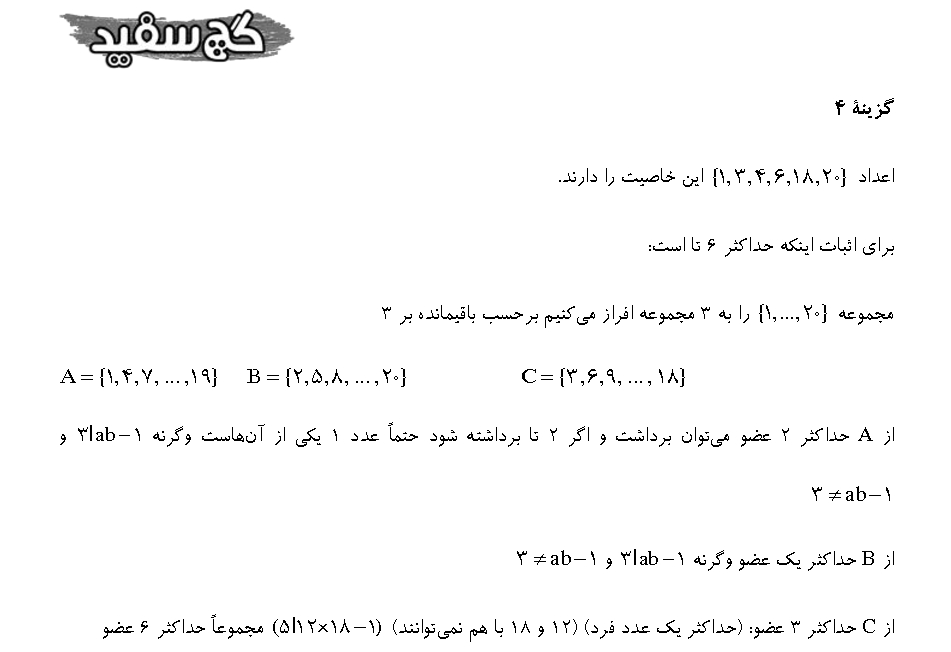 گچ سفید
گزینهٔ ۴
اعداد {۱,۳,۴,۶,۱۸,۲۰} این خاصیت را دارند.
برای اثبات اینکه حداکثر ۶ تا است:
مجموعه {۱,...,۲۰} را به ۳ مجموعه افراز می‌کنیم برحسب باقیمانده بر ۳
A = {۱,۴,۷, ... ,۱۹} B = {۲,۵,۸, ... ,۲۰} C = {۳,۶,۹, ... ,۱۸}
از A حداکثر ۲ عضو می‌توان برداشت و اگر ۲ تا برداشته شود حتماً عدد ۱ یکی از آن‌هاست وگرنه ۳|ab−۱ و
۳ ≠ ab−۱
از B حداکثر یک عضو وگرنه ۳|ab−۱ و ۳ ≠ ab−۱
از C حداکثر ۳ عضو: (حداکثر یک عدد فرد) (۱۲ و ۱۸ با هم نمی‌توانند) (۵|۱۲×۱۸−۱) مجموعاً حداکثر ۶ عضو